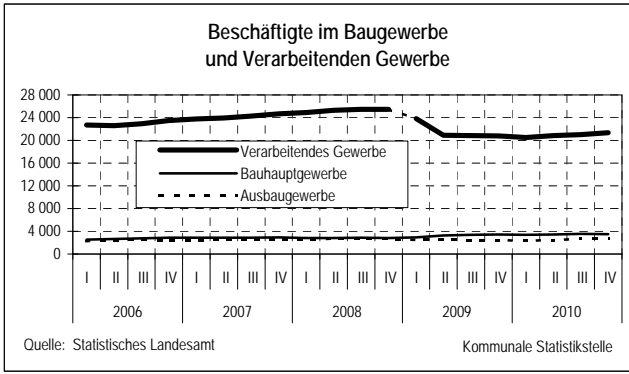 Beschäftigte im Baugewerbe
und Verarbeitenden Gewerbe
28 000
24 000
20 000
16 000
12 000
8 000
4 000
0
Verarbeitendes Gewerbe
Bauhauptgewerbe
Ausbaugewerbe
I II III IV I II III IV I II III IV I II III IV I II III IV
2006 2007 2008 2009 2010
Quelle: Statistisches Landesamt Kommunale Statistikstelle